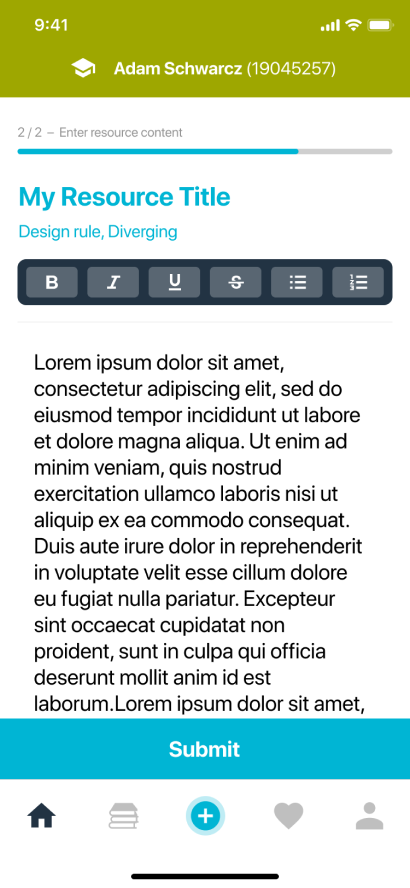 9:41
Adam Schwarcz (19045257)
2 / 2 – Enter resource content
My Resource Title
Design rule, Diverging
B I U S
Lorem ipsum dolor sit amet,
consectetur adipiscing elit, sed do
eiusmod tempor incididunt ut labore
et dolore magna aliqua. Ut enim ad
minim veniam, quis nostrud
exercitation ullamco laboris nisi ut
aliquip ex ea commodo consequat.
Duis aute irure dolor in reprehenderit
in voluptate velit esse cillum dolore
eu fugiat nulla pariatur. Excepteur
sint occaecat cupidatat non
proident, sunt in culpa qui officia
deserunt mollit anim id est
laborum.Lorem ipsum dolor sit amet,
Submit